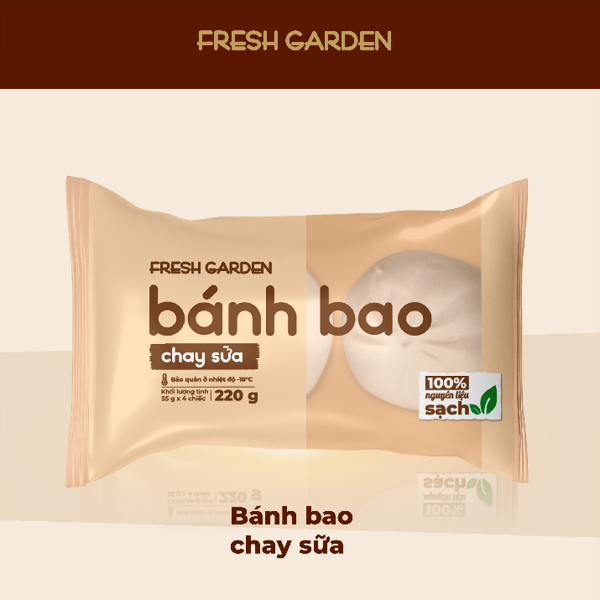 FRESH GARDEN
FRESH GARDEN
bánh bao
chay sữa
Bảo quản ở nhiệt độ -18°C
Khối lượng tịnh
55 g x 4 chiếc
220 g
100%
nguyên liệu
sạch
Bánh bao
chay sữa